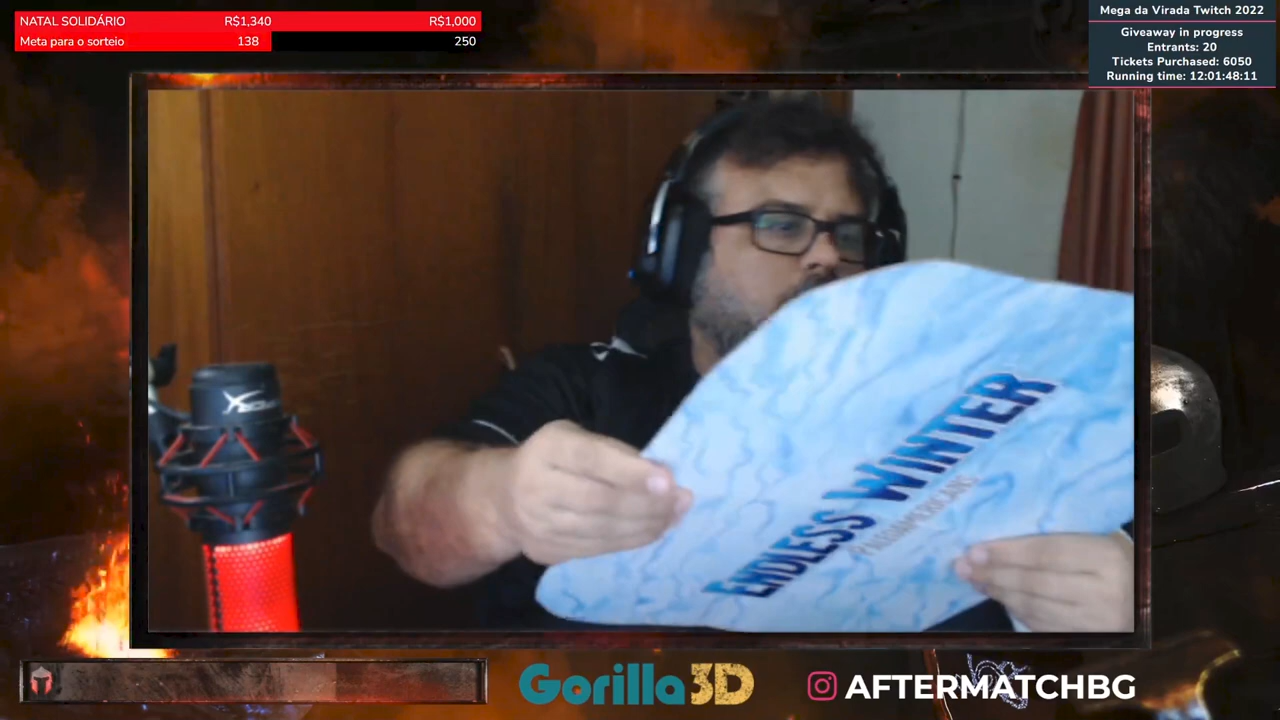 NATAL SOLIDÁRIO R$1,340 R$1,000
Meta para o sorteio 138 250
Mega da Virada Twitch 2022
Giveaway in progress
Entrants: 20
Tickets Purchased: 6050
Running time: 12:01:48:11
ENDLESS WINTER
PALEOAMERICANS
Gorilla3D
AFTERMATCHBG